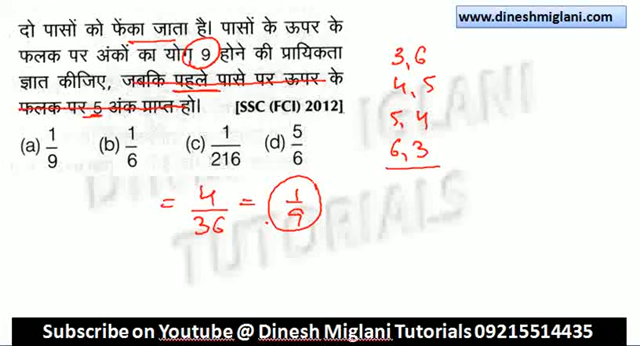 www.dineshmiglani.com
दो पासों को फेंका जाता है। पासों के ऊपर के
फलक पर अंकों का योग 9 होने की प्रायिकता
ज्ञात कीजिए, जबकि पहले पासे पर ऊपर के
फलक पर 5 अंक प्राप्त हो। [SSC (FCI) 2012]
(a) 1/9 (b) 1/6 (c) 1/216 (d) 5/6
3, 6
4, 5
5, 4
6, 3
= 4/36 = 1/9
MIGLANI
TUTORIALS
Subscribe on Youtube @ Dinesh Miglani Tutorials 09215514435